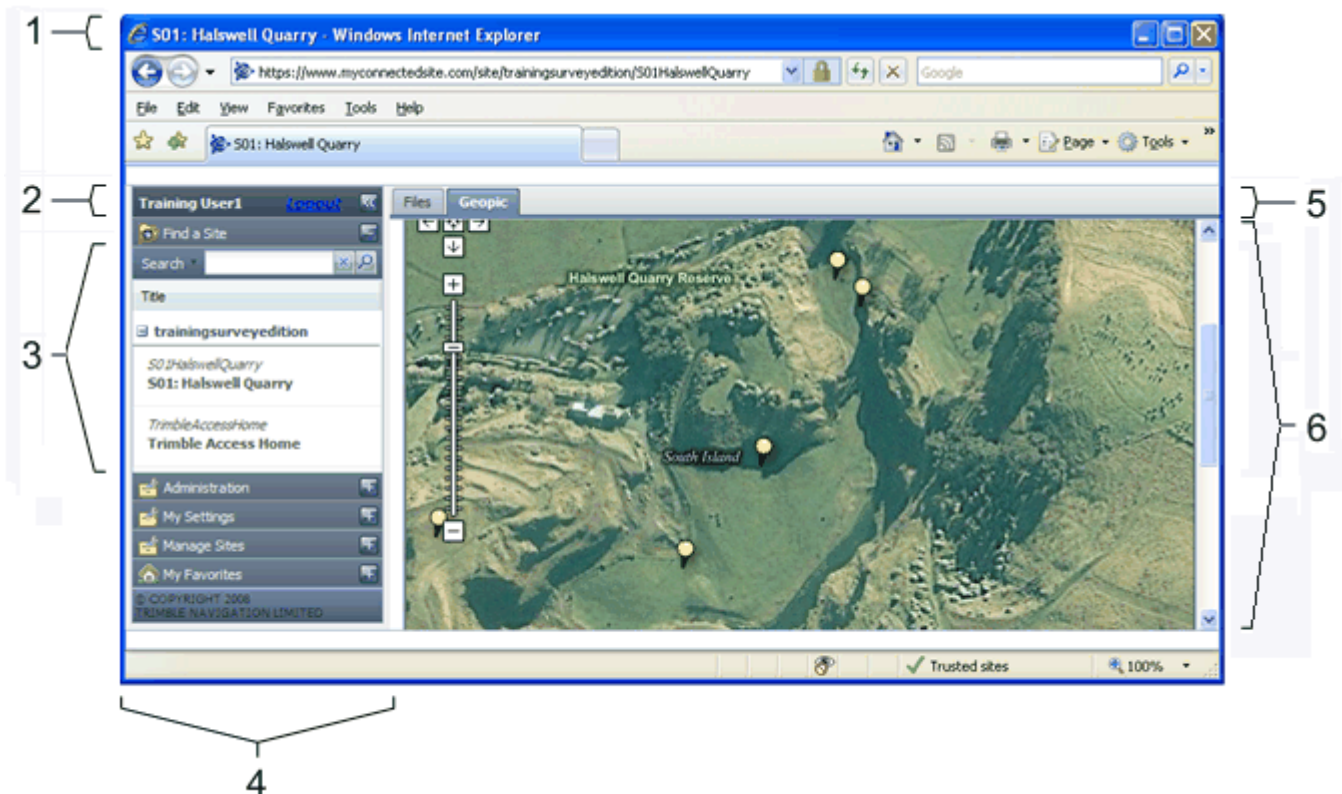 1
S01: Halswell Quarry - Windows Internet Explorer
https://www.myconnectedsite.com/site/trainingsurveyedition/S01HalswellQuarry
Google
File Edit View Favorites Tools Help
S01: Halswell Quarry
Page Tools
2
Training User1 Logout
Files Geopic
5
Find a Site
Search
Title
trainingsurveyedition
3
S01HalswellQuarry
S01: Halswell Quarry
TrimbleAccessHome
Trimble Access Home
Administration
My Settings
Manage Sites
My Favorites
© COPYRIGHT 2008
TRIMBLE NAVIGATION LIMITED
Halswell Quarry Reserve
South Island
6
Trusted sites 100%
4